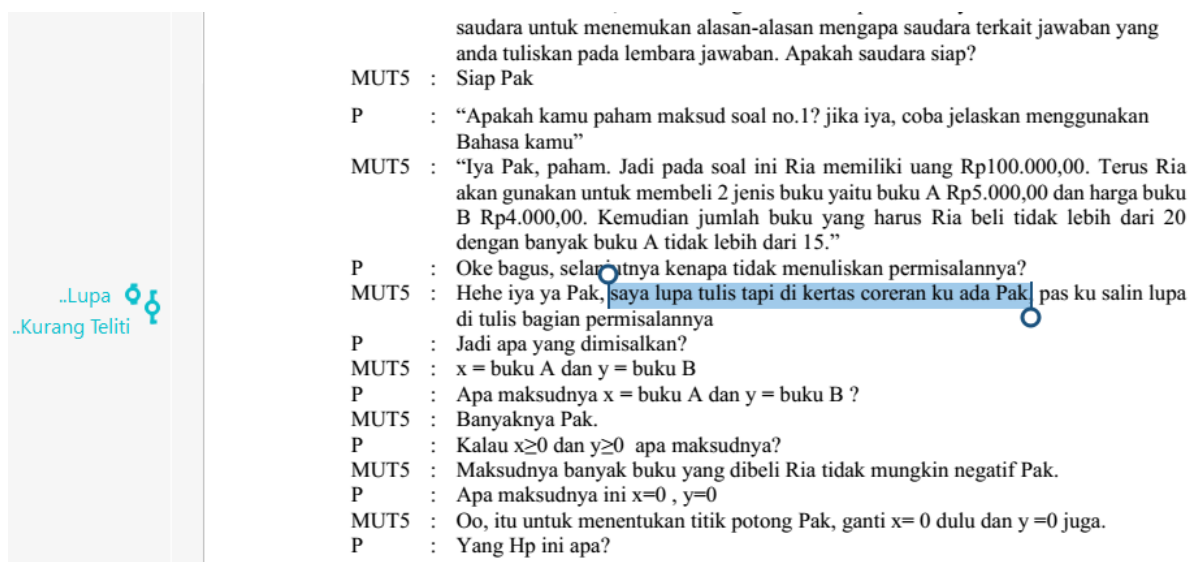 saudara untuk menemukan alasan-alasan mengapa saudara terkait jawaban yang
anda tuliskan pada lembara jawaban. Apakah saudara siap?
MUT5 : Siap Pak
P : “Apakah kamu paham maksud soal no.1? jika iya, coba jelaskan menggunakan
Bahasa kamu”
MUT5 : “Iya Pak, paham. Jadi pada soal ini Ria memiliki uang Rp100.000,00. Terus Ria
akan gunakan untuk membeli 2 jenis buku yaitu buku A Rp5.000,00 dan harga buku
B Rp4.000,00. Kemudian jumlah buku yang harus Ria beli tidak lebih dari 20
dengan banyak buku A tidak lebih dari 15.”
P : Oke bagus, selanjutnya kenapa tidak menuliskan permisalannya?
..Lupa
MUT5 : Hehe iya ya Pak, saya lupa tulis tapi di kertas coreran ku ada Pak, pas ku salin lupa
..Kurang Teliti
di tulis bagian permisalannya
P : Jadi apa yang dimisalkan?
MUT5 : x = buku A dan y = buku B
P : Apa maksudnya x = buku A dan y = buku B ?
MUT5 : Banyaknya Pak.
P : Kalau x≥0 dan y≥0 apa maksudnya?
MUT5 : Maksudnya banyak buku yang dibeli Ria tidak mungkin negatif Pak.
P : Apa maksudnya ini x=0 , y=0
MUT5 : Oo, itu untuk menentukan titik potong Pak, ganti x= 0 dulu dan y =0 juga.
P : Yang Hp ini apa?